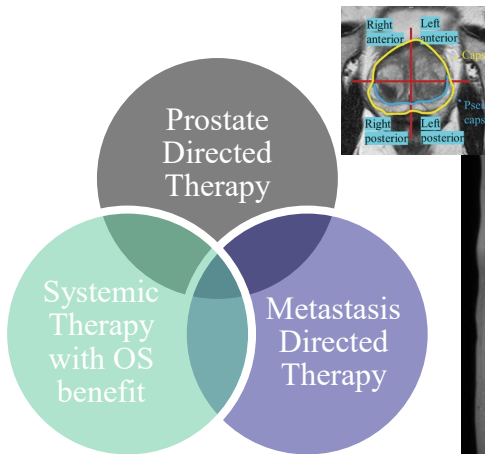 Right
anterior
Left
anterior
Right
posterior
Left
posterior
Prostate
Directed
Therapy
Systemic
Therapy
with OS
benefit
Metastasis
Directed
Therapy